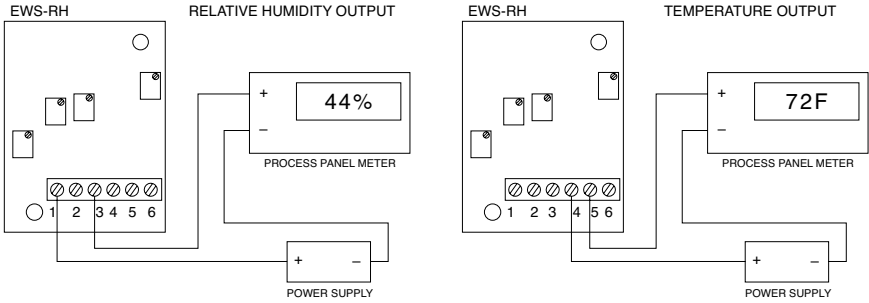 EWS-RH RELATIVE HUMIDITY OUTPUT
+ 44%
–
PROCESS PANEL METER
1 2 3 4 5 6
+ –
POWER SUPPLY
EWS-RH TEMPERATURE OUTPUT
+ 72F
–
PROCESS PANEL METER
1 2 3 4 5 6
+ –
POWER SUPPLY